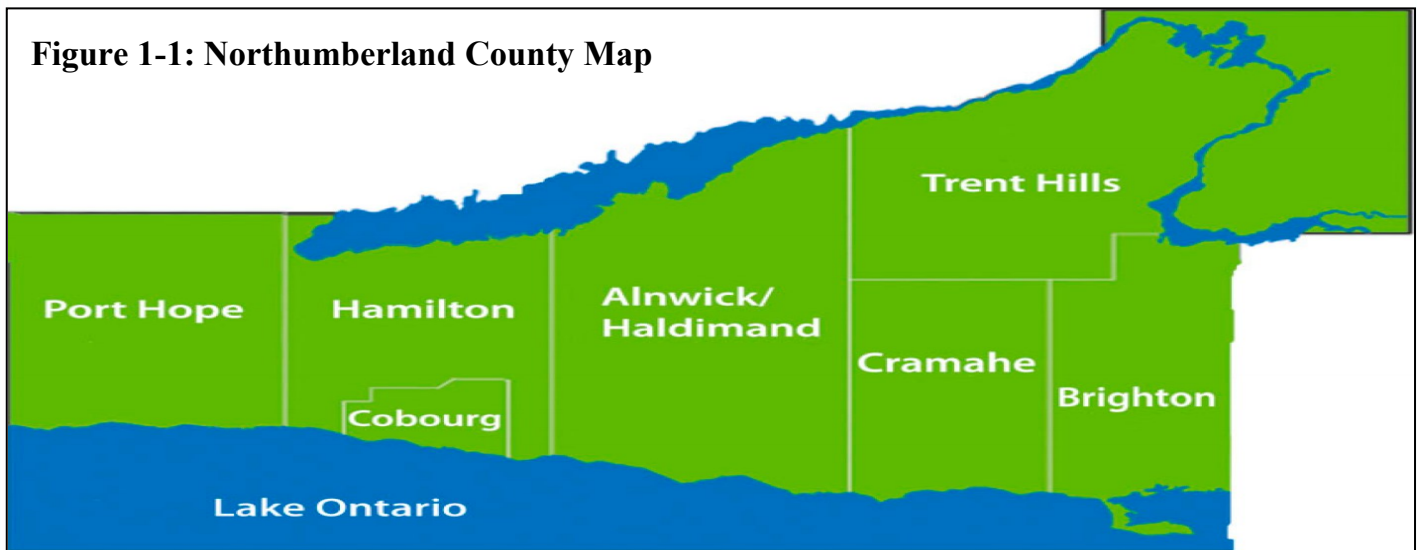 Figure 1-1: Northumberland County Map
Trent Hills
Port Hope
Hamilton
Alnwick/
Haldimand
Cramahe
Brighton
Cobourg
Lake Ontario